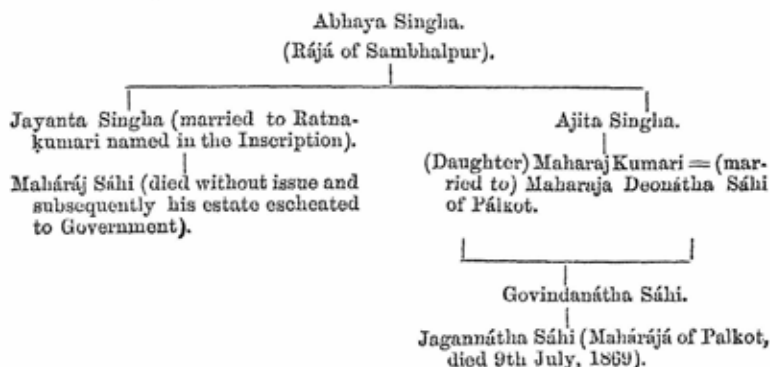 Abhaya Singha.
(Rájá of Sambhalpur).
Jayanta Singha (married to Ratna-
kumari named in the Inscription).
Maháráj Sáhi (died without issue and
subsequently his estate escheated
to Government).
Ajita Singha.
(Daughter) Maharaj Kumari = (mar-
ried to) Maharaja Deonátha Sáhi
of Pálkot.
Govindanátha Sáhi.
Jagannátha Sáhi (Mahárájá of Palkot,
died 9th July, 1869).